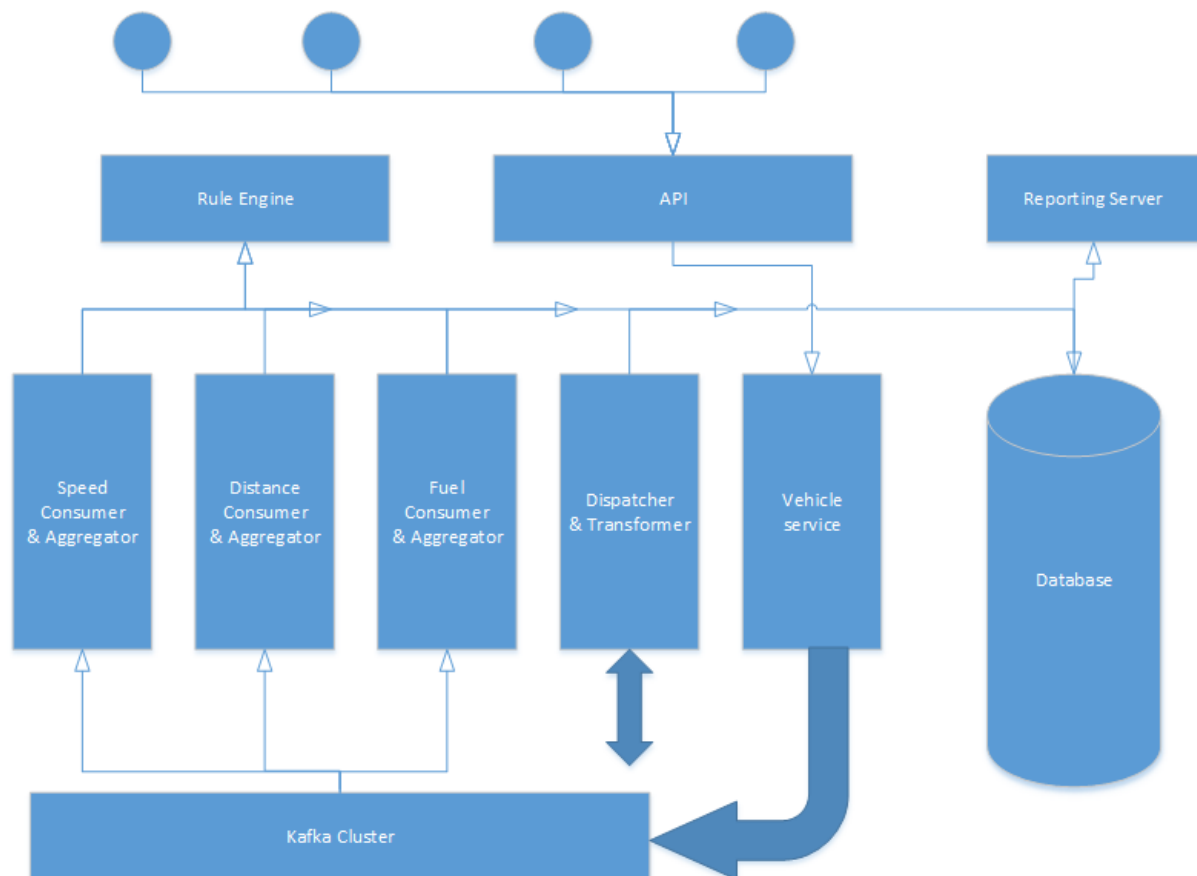 Rule Engine
API
Reporting Server
Speed
Consumer
& Aggregator
Distance
Consumer
& Aggregator
Fuel
Consumer
& Aggregator
Dispatcher
& Transformer
Vehicle
service
Database
Kafka Cluster